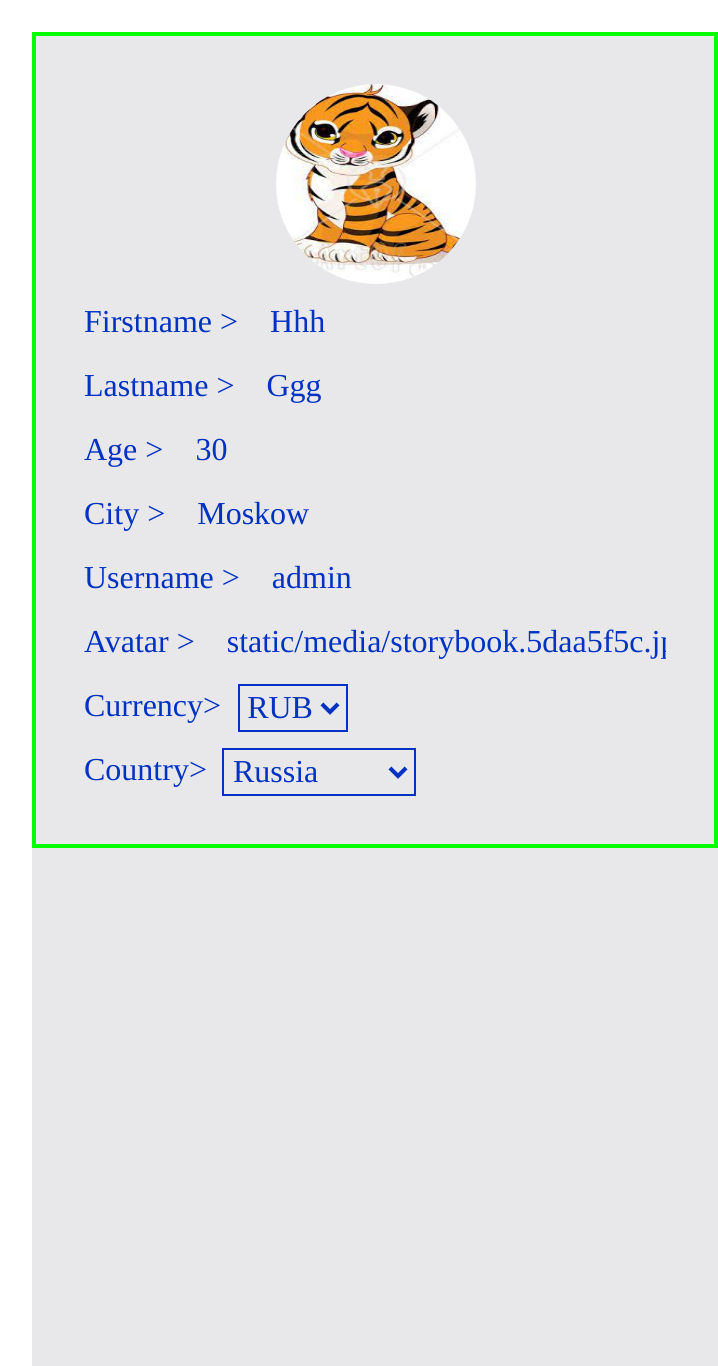 Firstname > Hhh
Lastname > Ggg
Age > 30
City > Moskow
Username > admin
Avatar > static/media/storybook.5daa5f5c.jp
Currency> RUB
Country> Russia